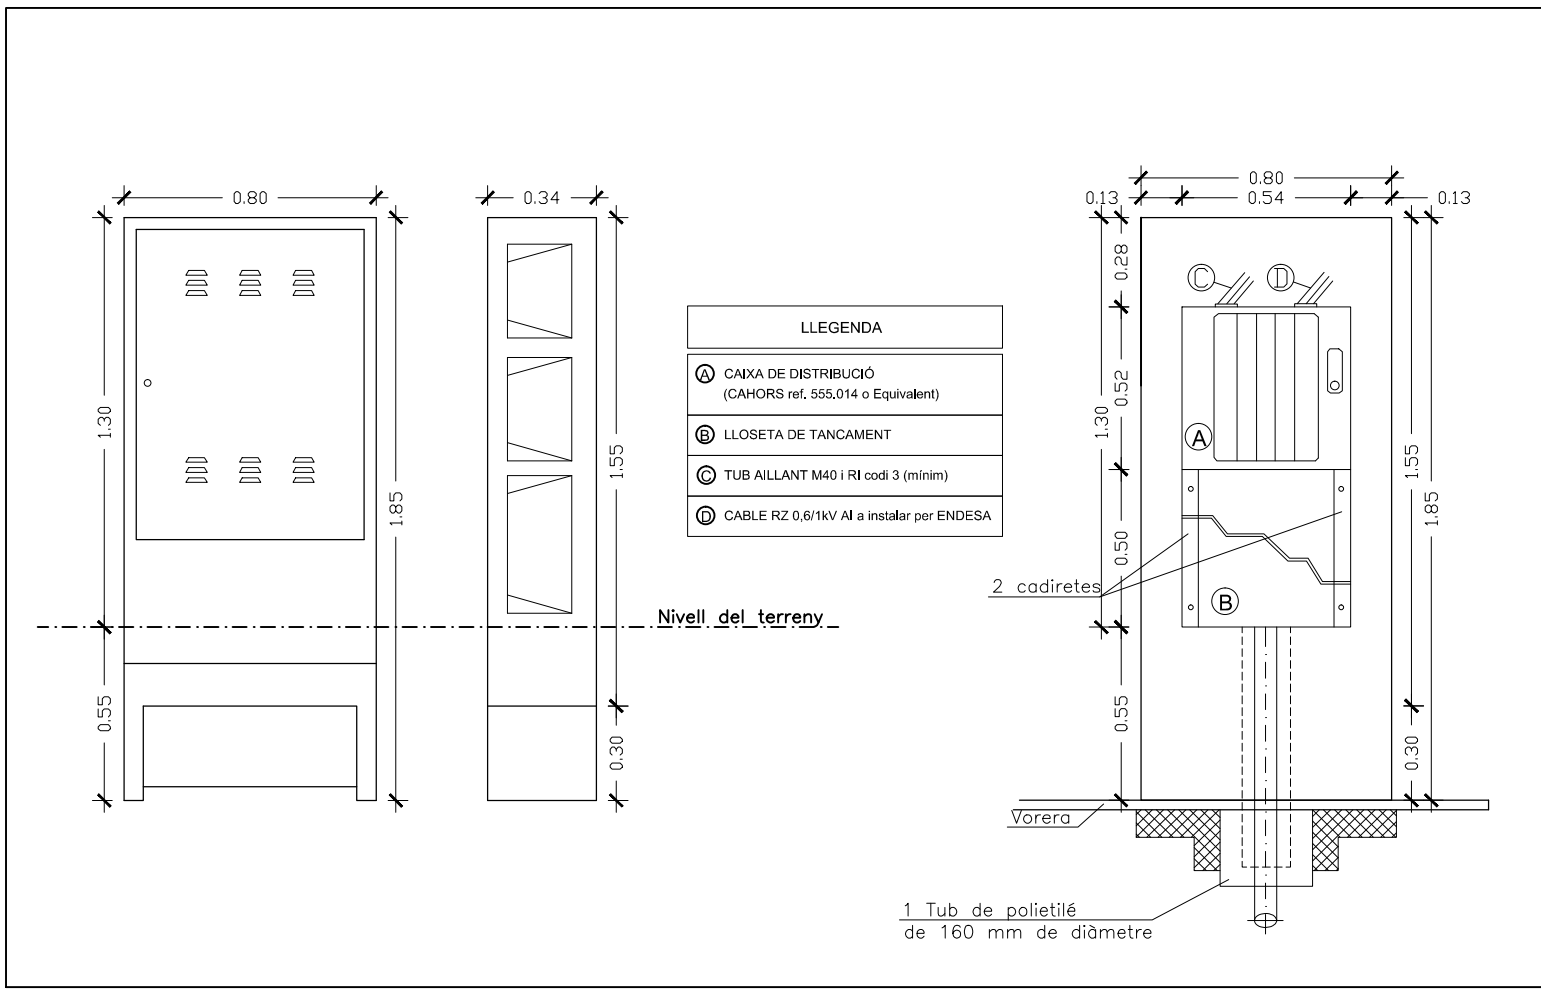 0.80
0.34
1.30
0.55
1.85
1.55
0.30
Nivell del terreny
LLEGENDA
A CAIXA DE DISTRIBUCIÓ
(CAHORS ref. 555.014 o Equivalent)
B LLOSETA DE TANCAMENT
C TUB AILLANT M40 i RI codi 3 (mínim)
D CABLE RZ 0,6/1kV Al a instalar per ENDESA
0.80
0.13 0.54 0.13
0.28
0.52
0.50
0.55
1.30
1.55
0.30
1.85
C
D
A
B
2 cadiretes
Vorera
1 Tub de polietilé
de 160 mm de diàmetre